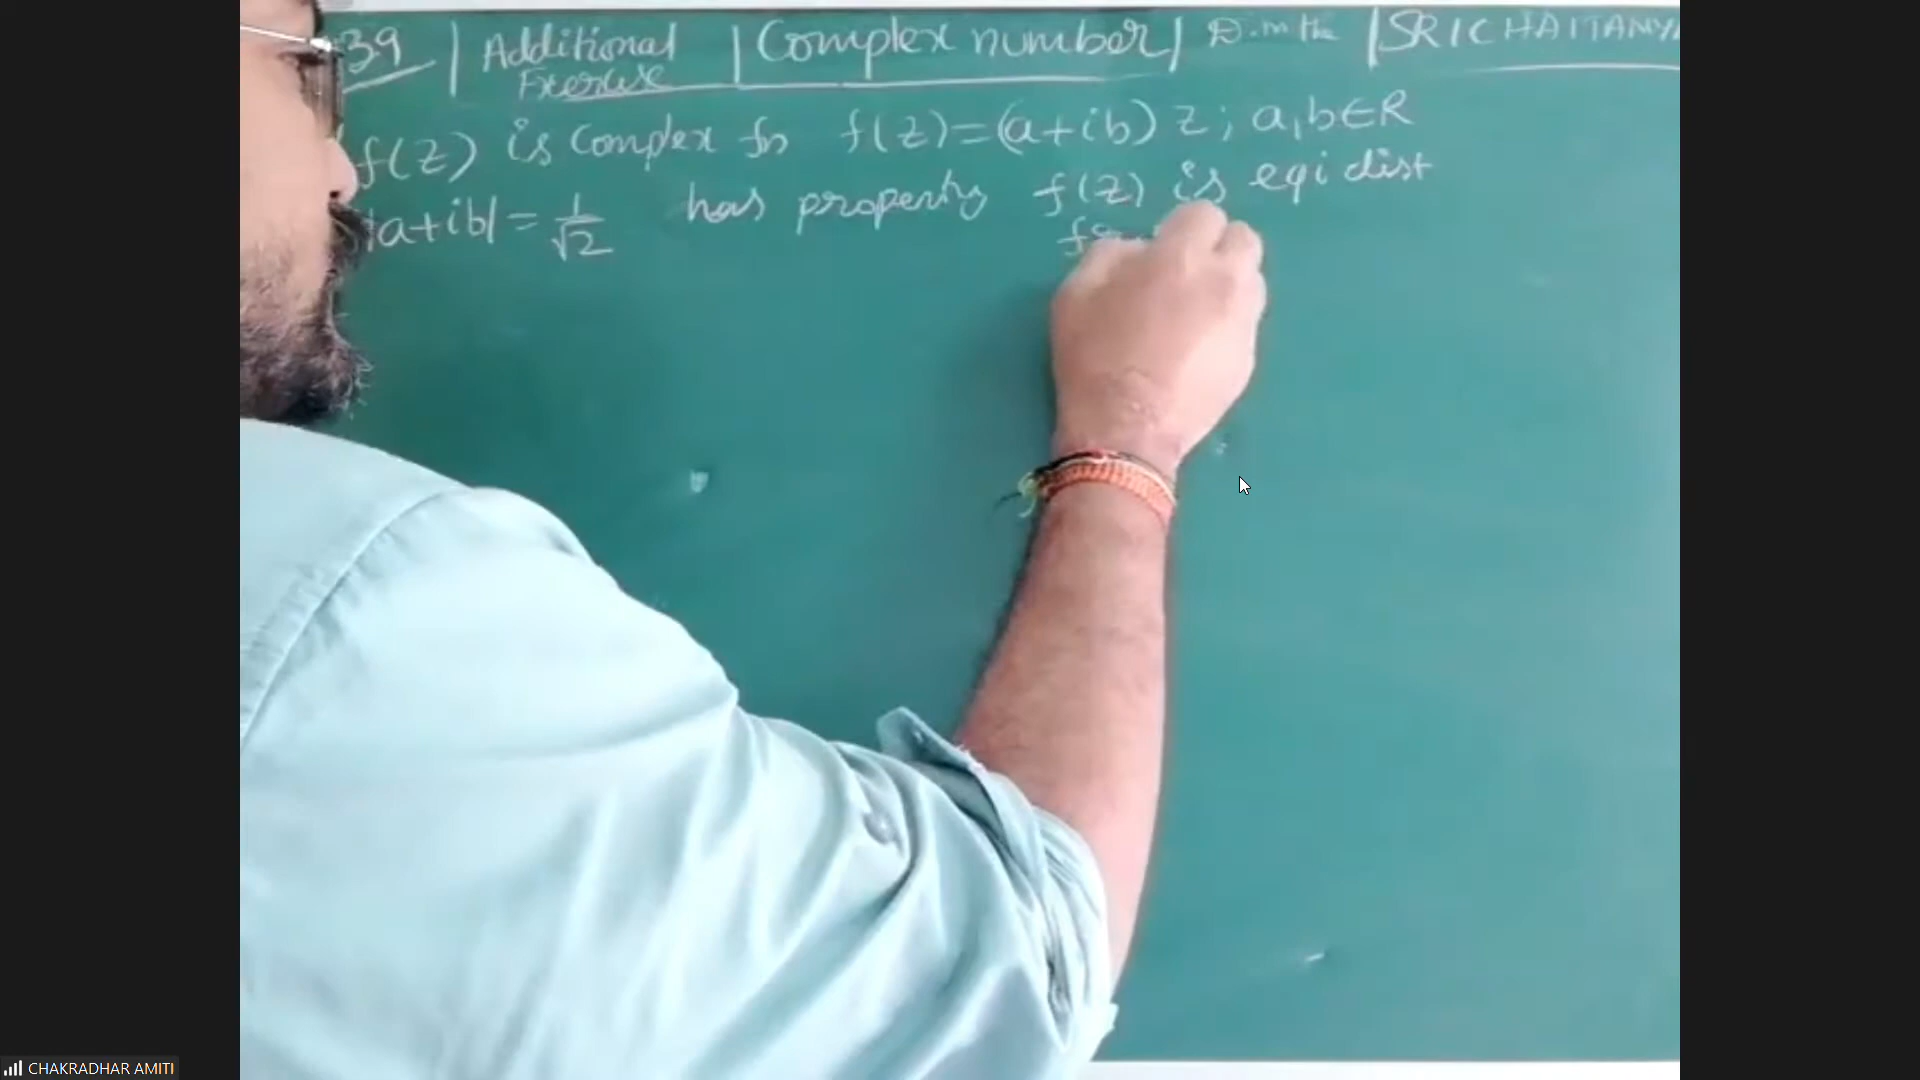 39 | Additional Exercise | Complex number | | SRICHAITANYA
f(z) is complex fn f(z)=(a+ib) z; a,b∈R
|a+ib| = 1/√2 has property f(z) is eqi dist
CHAKRADHAR AMITI